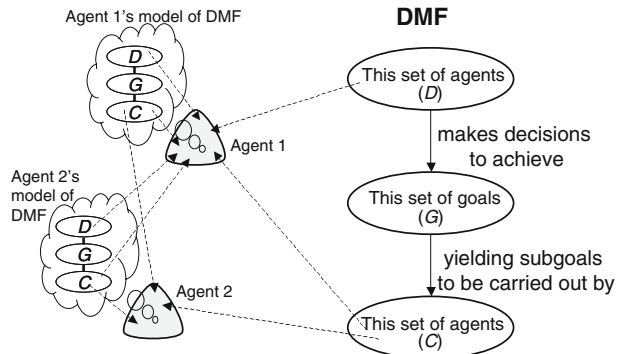 Agent 1's model of DMF
D
G
C
Agent 1
Agent 2's
model of
DMF
D
G
C
Agent 2
DMF
This set of agents
(D)
makes decisions
to achieve
This set of goals
(G)
yielding subgoals
to be carried out by
This set of agents
(C)